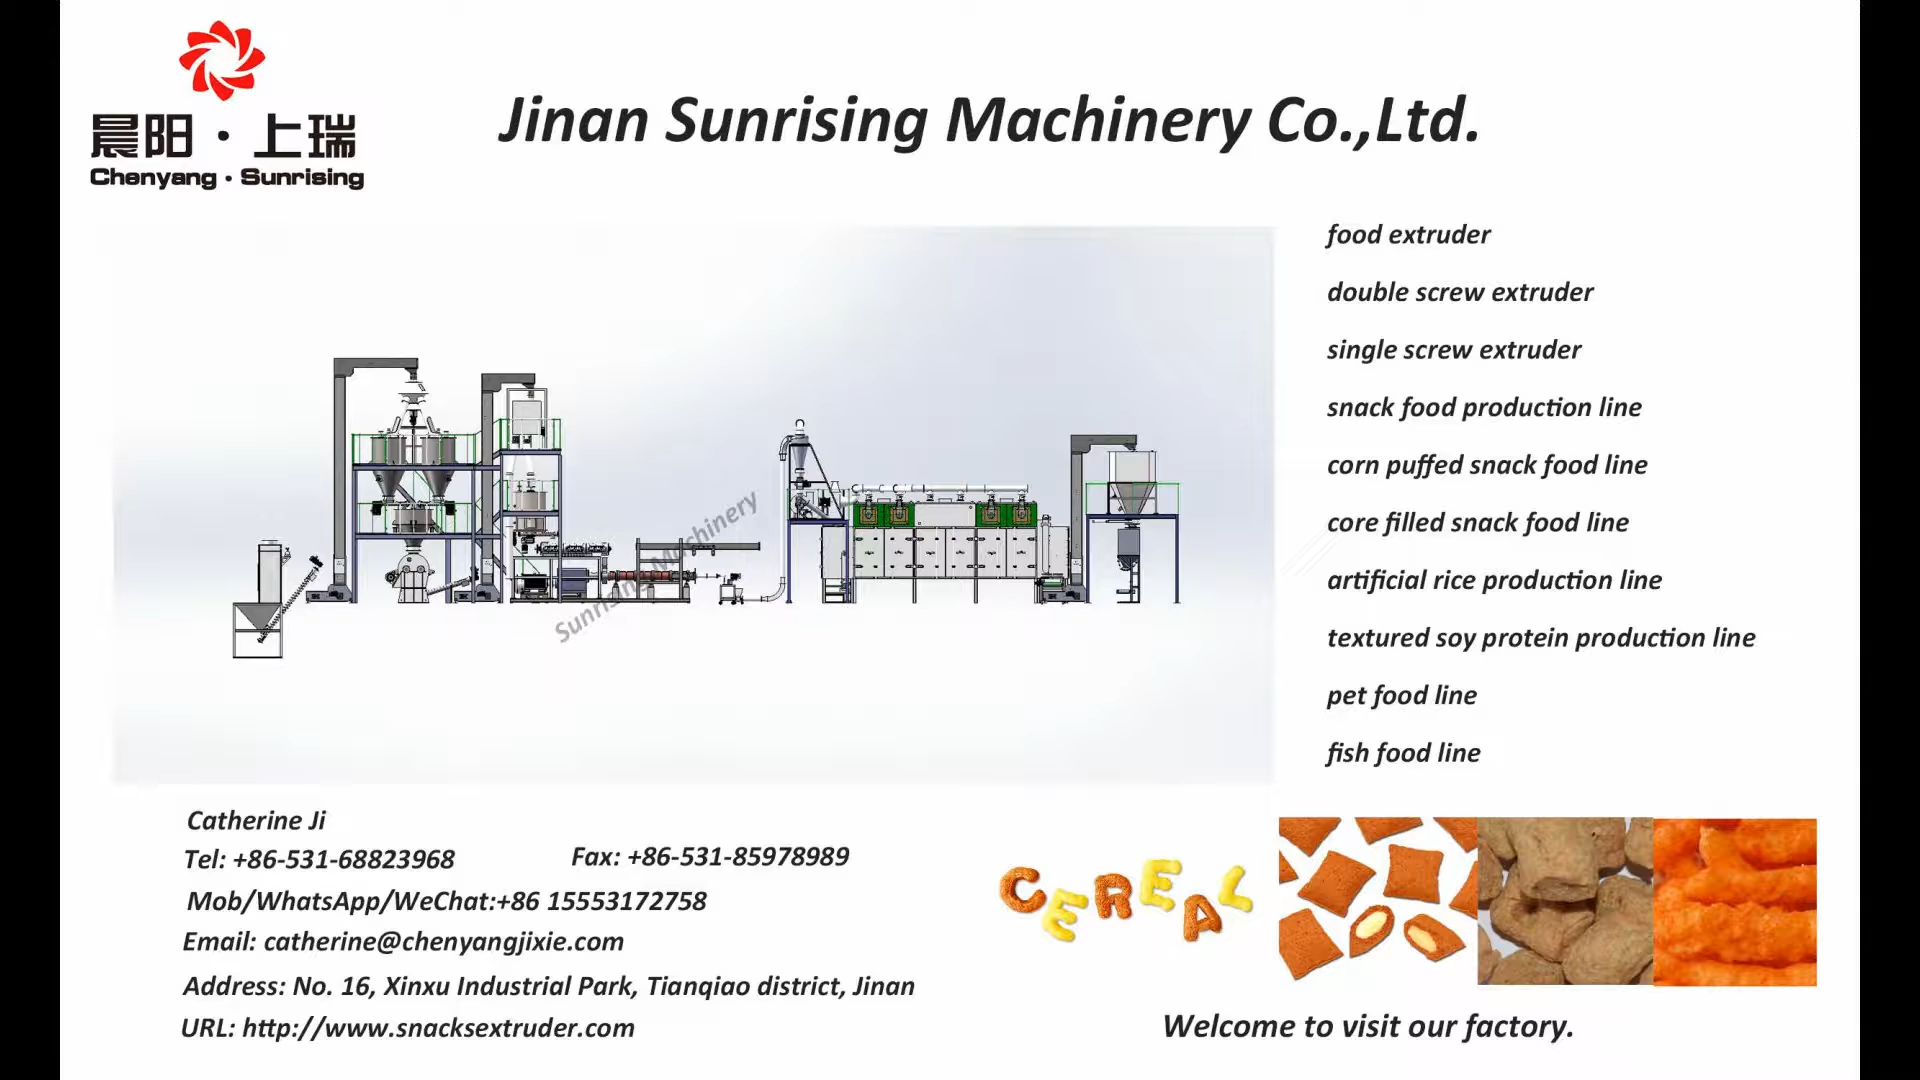 晨阳·上瑞
Chenyang·Sunrising
Jinan Sunrising Machinery Co.,Ltd.
food extruder
double screw extruder
single screw extruder
snack food production line
corn puffed snack food line
core filled snack food line
artificial rice production line
textured soy protein production line
pet food line
fish food line
Sunrising Machinery
Catherine Ji
Tel: +86-531-68823968 Fax: +86-531-85978989
Mob/WhatsApp/WeChat:+86 15553172758
Email: catherine@chenyangjixie.com
Address: No. 16, Xinxu Industrial Park, Tianqiao district, Jinan
URL: http://www.snacksextruder.com
CEREAL
Welcome to visit our factory.